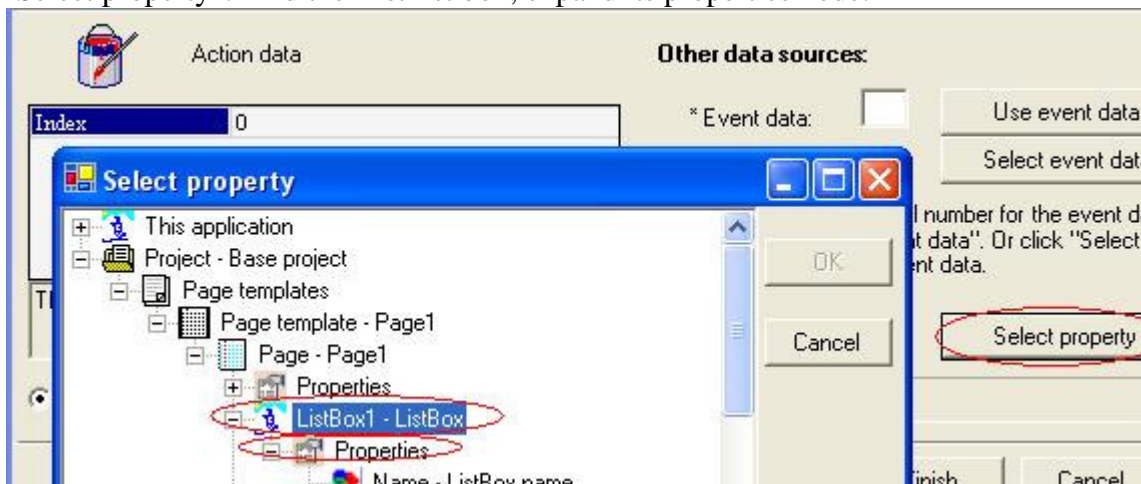 Action data
Other data sources:
Index 0
* Event data:
Use event data
Select event dat
Select property
This application
Project - Base project
Page templates
Page template - Page1
Page - Page1
Properties
ListBox1 - ListBox
Properties
Name - ListBox name
OK
Cancel
number for the event d
t data". Or click "Select
nt data.
Select property
inish
Cancel